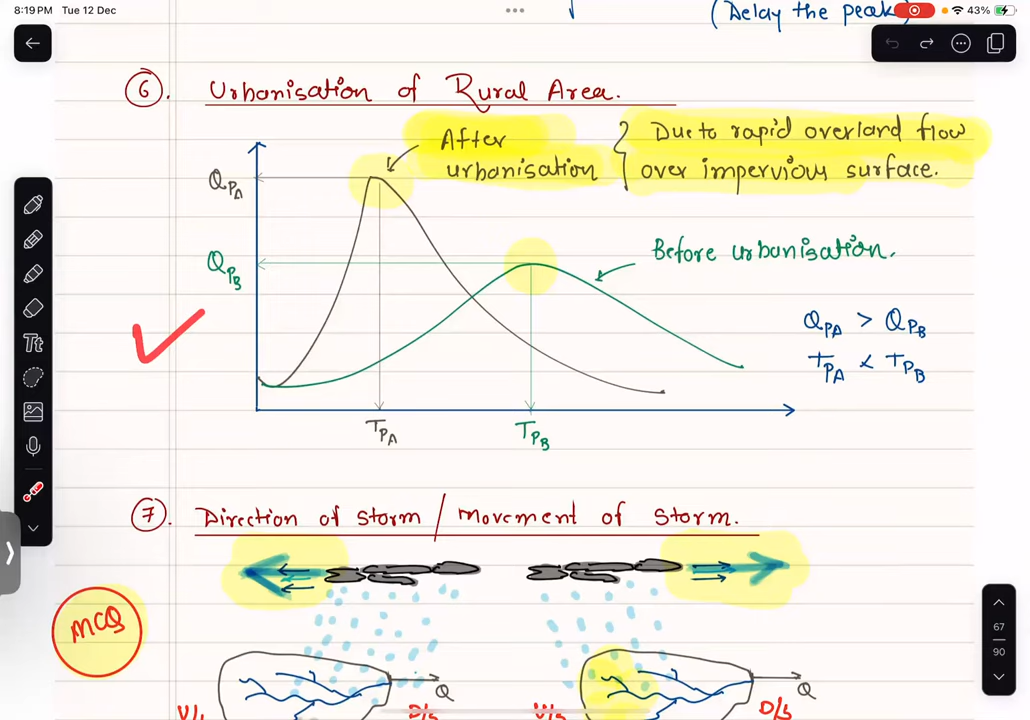 8:19 PM Tue 12 Dec
43%
(Delay the peak
6. Urbanisation of Rural Area.
After urbanisation
{ Due to rapid overland flow
over impervious surface.
QPA
QPB
Before urbanisation.
QPA > QPB
TPA < TPB
TPA
TPB
Tt
7. Direction of storm / movement of storm.
MCQ
67
90
Q
Q
U/
D/s
U/s
D/s